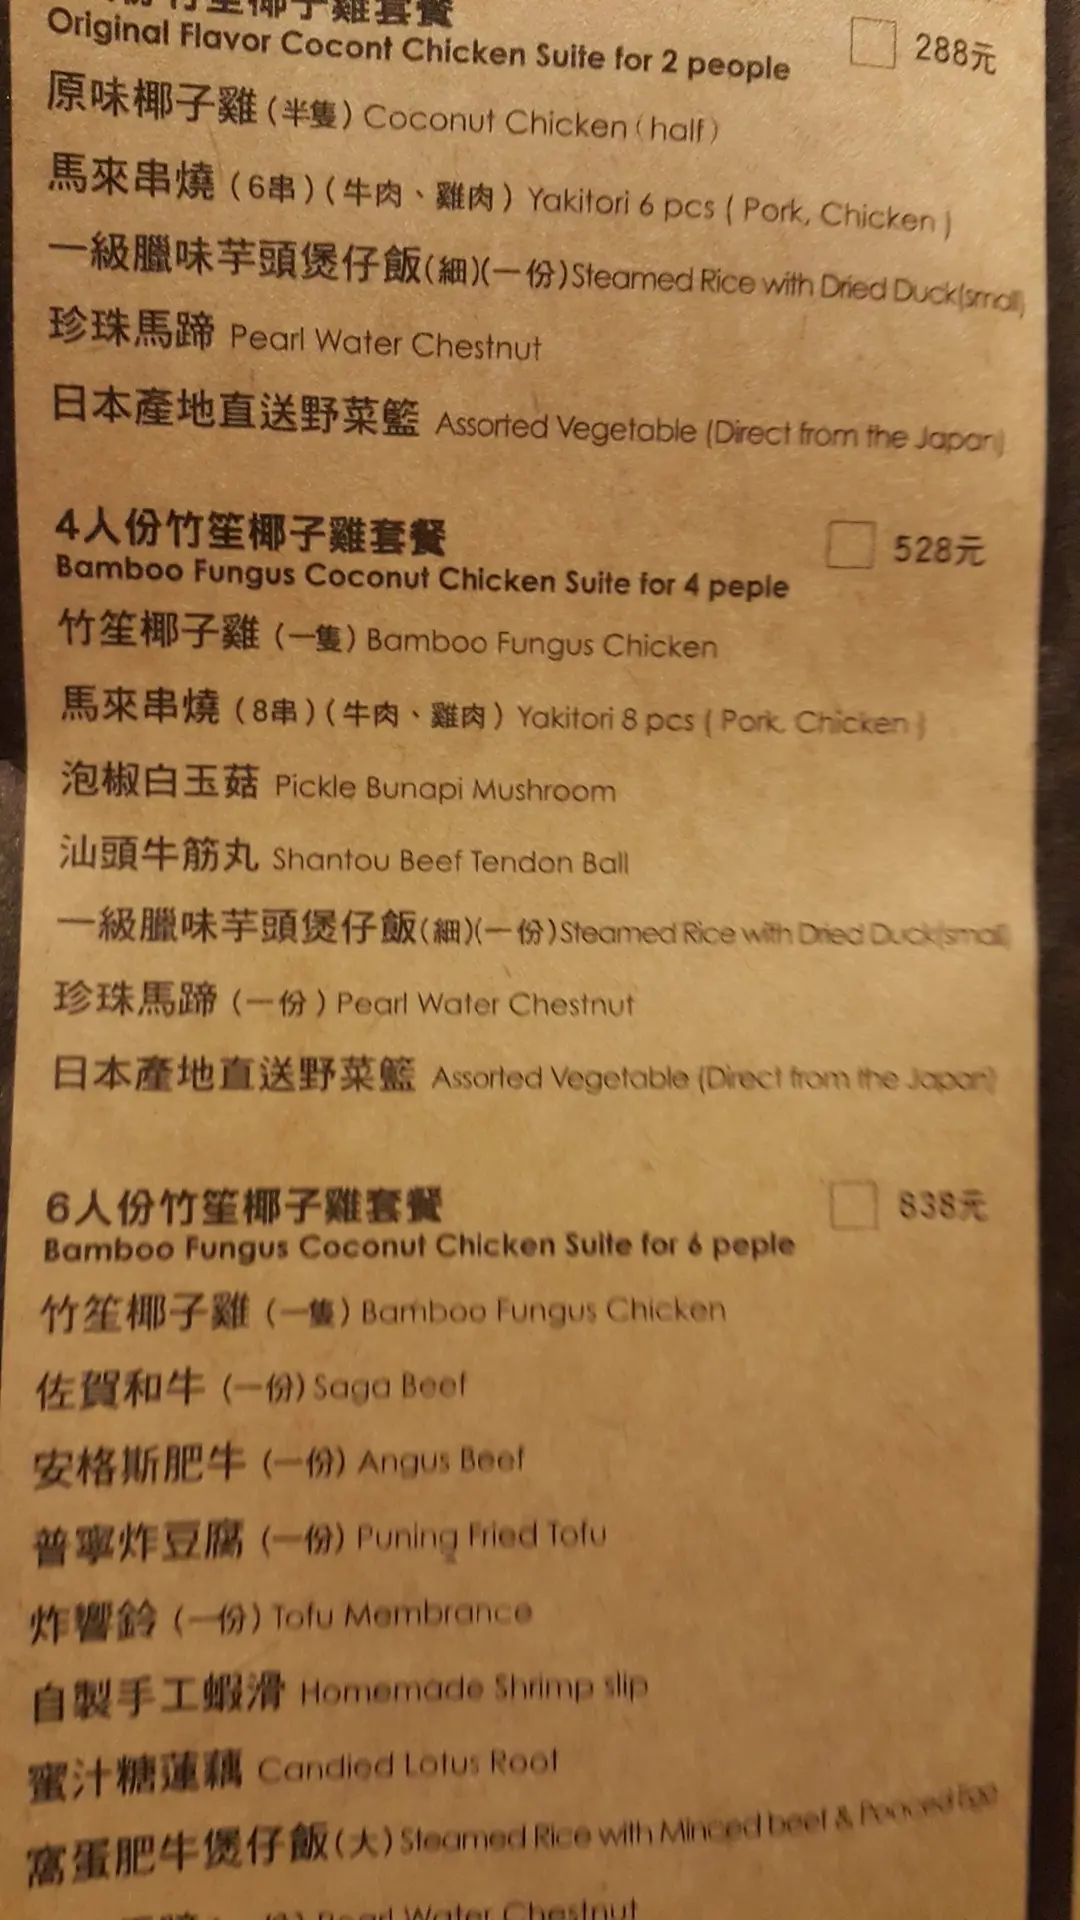 竹笙椰子雞套餐
Original Flavor Cocont Chicken Suite for 2 people 288元
原味椰子雞(半隻) Coconut Chicken (half)
馬來串燒 (6串) (牛肉、雞肉) Yakitori 6 pcs ( Pork, Chicken )
一級臘味芋頭煲仔飯(細)(一份)Steamed Rice with Dried Duck(small)
珍珠馬蹄 Pearl Water Chestnut
日本產地直送野菜籃 Assorted Vegetable (Direct from the Japan)
4人份竹笙椰子雞套餐 528元
Bamboo Fungus Coconut Chicken Suite for 4 peple
竹笙椰子雞 (一隻) Bamboo Fungus Chicken
馬來串燒 (8串) (牛肉、雞肉) Yakitori 8 pcs ( Pork, Chicken )
泡椒白玉菇 Pickle Bunapi Mushroom
汕頭牛筋丸 Shantou Beef Tendon Ball
一級臘味芋頭煲仔飯(細)(一份)Steamed Rice with Dried Duck(small)
珍珠馬蹄 (一份) Pearl Water Chestnut
日本產地直送野菜籃 Assorted Vegetable (Direct from the Japan)
6人份竹笙椰子雞套餐 838元
Bamboo Fungus Coconut Chicken Suite for 6 peple
竹笙椰子雞 (一隻) Bamboo Fungus Chicken
佐賀和牛 (一份) Saga Beef
安格斯肥牛 (一份) Angus Beef
普寧炸豆腐 (一份) Puning Fried Tofu
炸響鈴 (一份) Tofu Membrance
自製手工蝦滑 Homemade Shrimp slip
蜜汁糖蓮藕 Candied Lotus Root
窩蛋肥牛煲仔飯(大) Steamed Rice with Minced beef & Egg
Pearl Water Chestnut